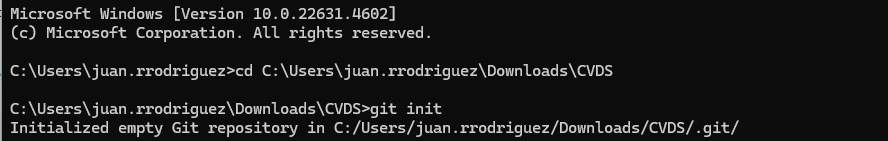 Microsoft Windows [Version 10.0.22631.4602]
(c) Microsoft Corporation. All rights reserved.
C:\Users\juan.rrodriguez>cd C:\Users\juan.rrodriguez\Downloads\CVDS
C:\Users\juan.rrodriguez\Downloads\CVDS>git init
Initialized empty Git repository in C:/Users/juan.rrodriguez/Downloads/CVDS/.git/